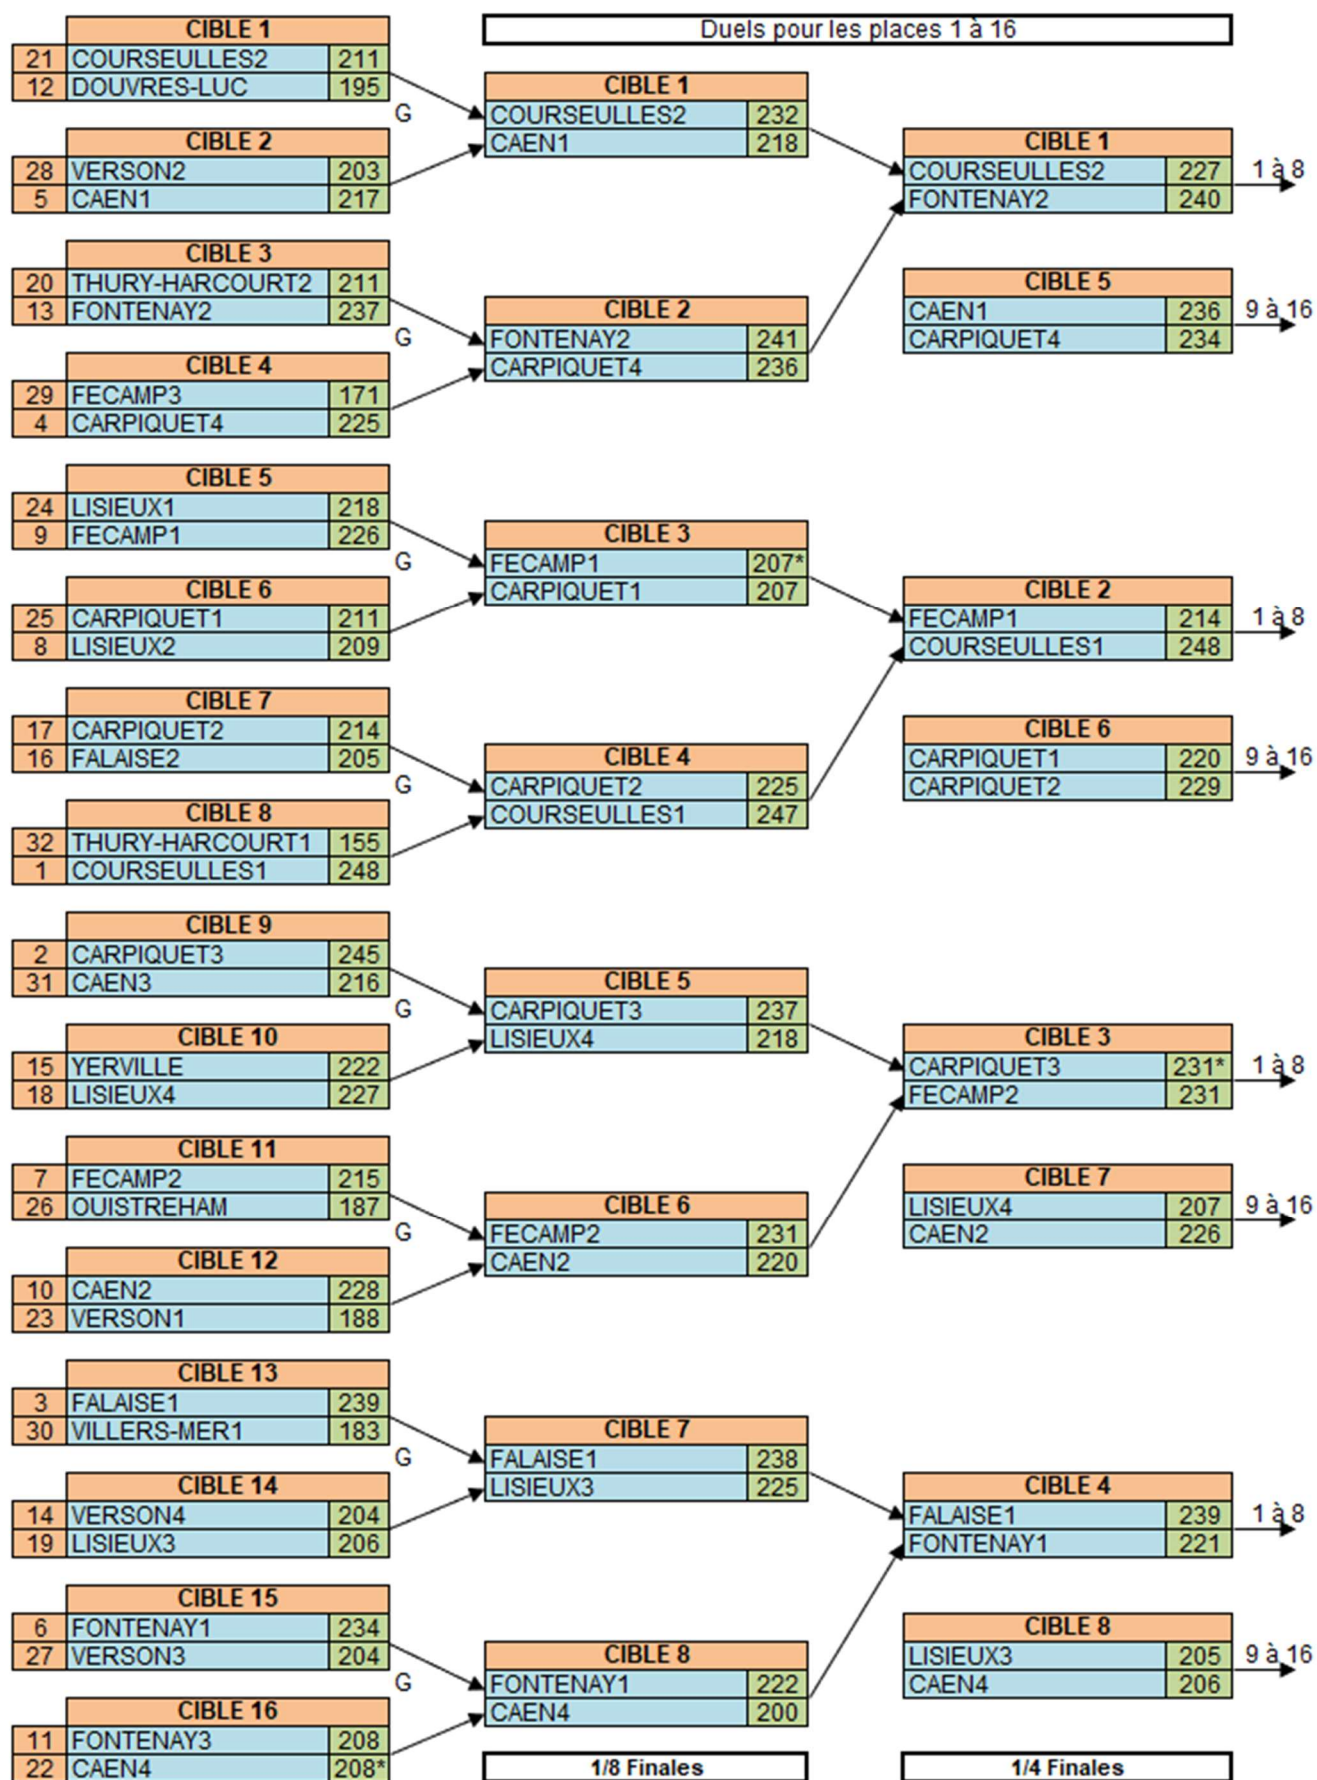 Duels pour les places 1 à 16
CIBLE 1
21 COURSEULLES2 211
12 DOUVRES-LUC 195
G
CIBLE 2
28 VERSON2 203
5 CAEN1 217
CIBLE 3
20 THURY-HARCOURT2 211
13 FONTENAY2 237
G
CIBLE 4
29 FECAMP3 171
4 CARPIQUET4 225
CIBLE 5
24 LISIEUX1 218
9 FECAMP1 226
G
CIBLE 6
25 CARPIQUET1 211
8 LISIEUX2 209
CIBLE 7
17 CARPIQUET2 214
16 FALAISE2 205
G
CIBLE 8
32 THURY-HARCOURT1 155
1 COURSEULLES1 248
CIBLE 9
2 CARPIQUET3 245
31 CAEN3 216
G
CIBLE 10
15 YERVILLE 222
18 LISIEUX4 227
CIBLE 11
7 FECAMP2 215
26 OUISTREHAM 187
G
CIBLE 12
10 CAEN2 228
23 VERSON1 188
CIBLE 13
3 FALAISE1 239
30 VILLERS-MER1 183
G
CIBLE 14
14 VERSON4 204
19 LISIEUX3 206
CIBLE 15
6 FONTENAY1 234
27 VERSON3 204
G
CIBLE 16
11 FONTENAY3 208
22 CAEN4 208*
CIBLE 1
COURSEULLES2 232
CAEN1 218
CIBLE 2
FONTENAY2 241
CARPIQUET4 236
CIBLE 3
FECAMP1 207*
CARPIQUET1 207
CIBLE 4
CARPIQUET2 225
COURSEULLES1 247
CIBLE 5
CARPIQUET3 237
LISIEUX4 218
CIBLE 6
FECAMP2 231
CAEN2 220
CIBLE 7
FALAISE1 238
LISIEUX3 225
CIBLE 8
FONTENAY1 222
CAEN4 200
1/8 Finales
CIBLE 1
COURSEULLES2 227 1 à 8
FONTENAY2 240
CIBLE 5
CAEN1 236 9 à 16
CARPIQUET4 234
CIBLE 2
FECAMP1 214 1 à 8
COURSEULLES1 248
CIBLE 6
CARPIQUET1 220 9 à 16
CARPIQUET2 229
CIBLE 3
CARPIQUET3 231* 1 à 8
FECAMP2 231
CIBLE 7
LISIEUX4 207 9 à 16
CAEN2 226
CIBLE 4
FALAISE1 239 1 à 8
FONTENAY1 221
CIBLE 8
LISIEUX3 205 9 à 16
CAEN4 206
1/4 Finales